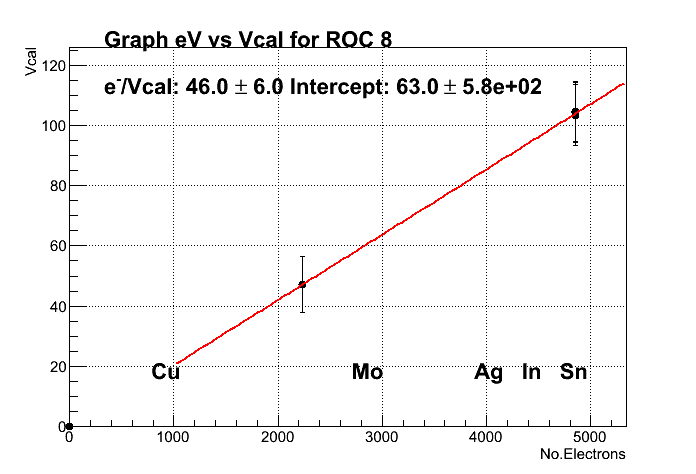 Graph eV vs Vcal for ROC 8
Vcal
120
e-/Vcal: 46.0 ± 6.0 Intercept: 63.0 ± 5.8e+02
100
80
60
40
20
Cu Mo Ag In Sn
0
0 1000 2000 3000 4000 5000
No.Electrons